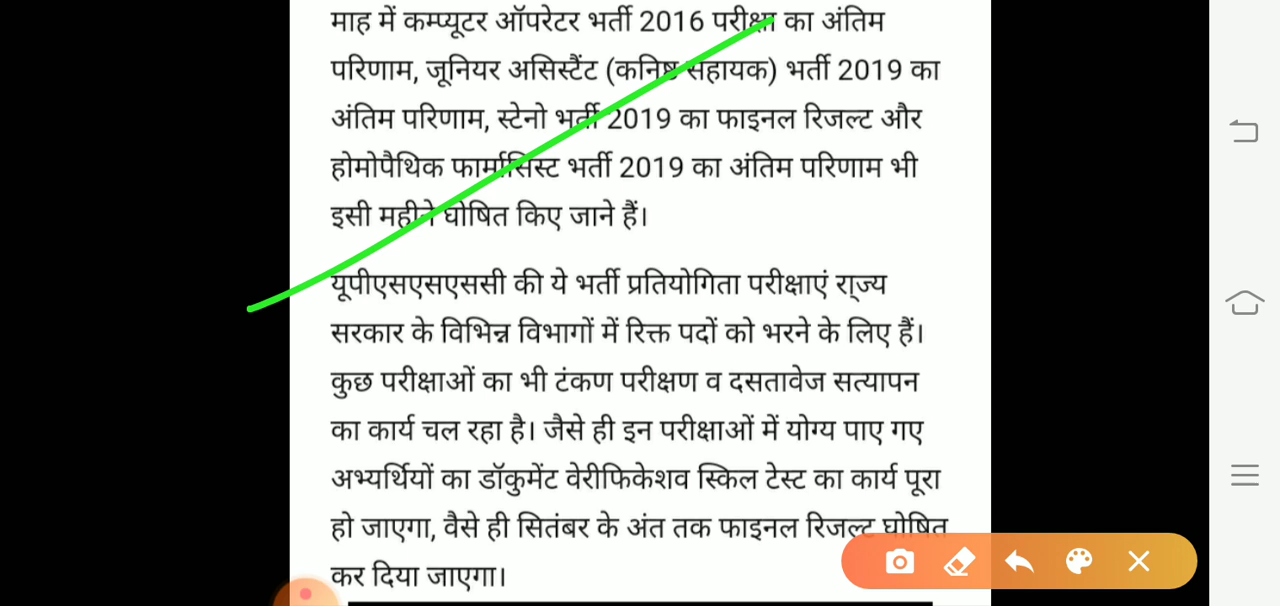 माह में कम्प्यूटर ऑपरेटर भर्ती 2016 परीक्षा का अंतिम
परिणाम, जूनियर असिस्टैंट (कनिष्ठ सहायक) भर्ती 2019 का
अंतिम परिणाम, स्टेनो भर्ती 2019 का फाइनल रिजल्ट और
होमोपैथिक फार्मासिस्ट भर्ती 2019 का अंतिम परिणाम भी
इसी महीने घोषित किए जाने हैं।
यूपीएसएसएससी की ये भर्ती प्रतियोगिता परीक्षाएं रा्ज्य
सरकार के विभिन्न विभागों में रिक्त पदों को भरने के लिए हैं।
कुछ परीक्षाओं का भी टंकण परीक्षण व दसतावेज सत्यापन
का कार्य चल रहा है। जैसे ही इन परीक्षाओं में योग्य पाए गए
अभ्यर्थियों का डॉकुमेंट वेरीफिकेशव स्किल टेस्ट का कार्य पूरा
हो जाएगा, वैसे ही सितंबर के अंत तक फाइनल रिजल्ट घोषित
कर दिया जाएगा।